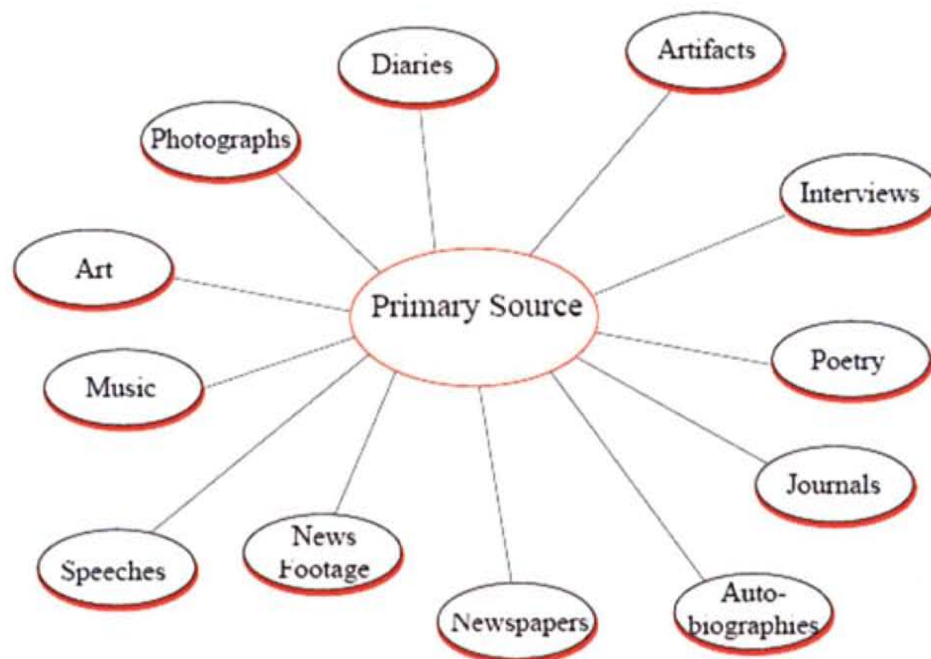 Diaries
Artifacts
Photographs
Interviews
Art
Primary Source
Music
Poetry
Journals
Speeches
News
Footage
Newspapers
Auto-
biographies